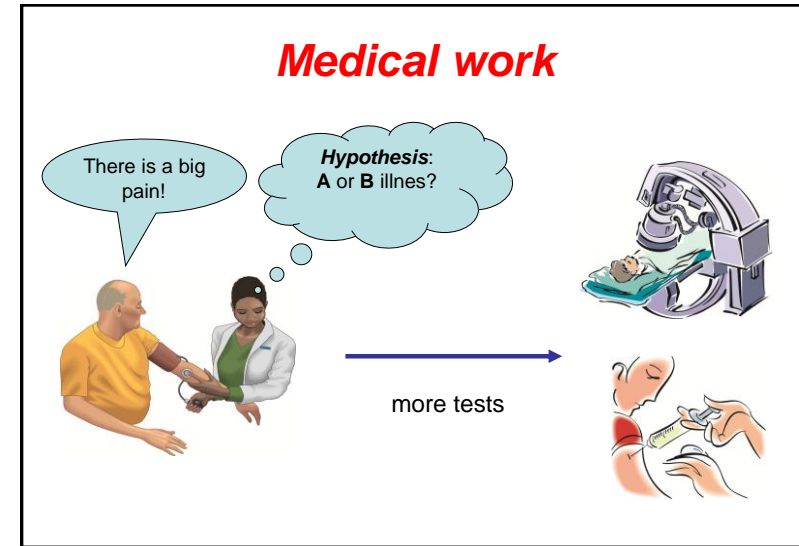 Medical work
There is a big
pain!
Hypothesis:
A or B illnes?
more tests